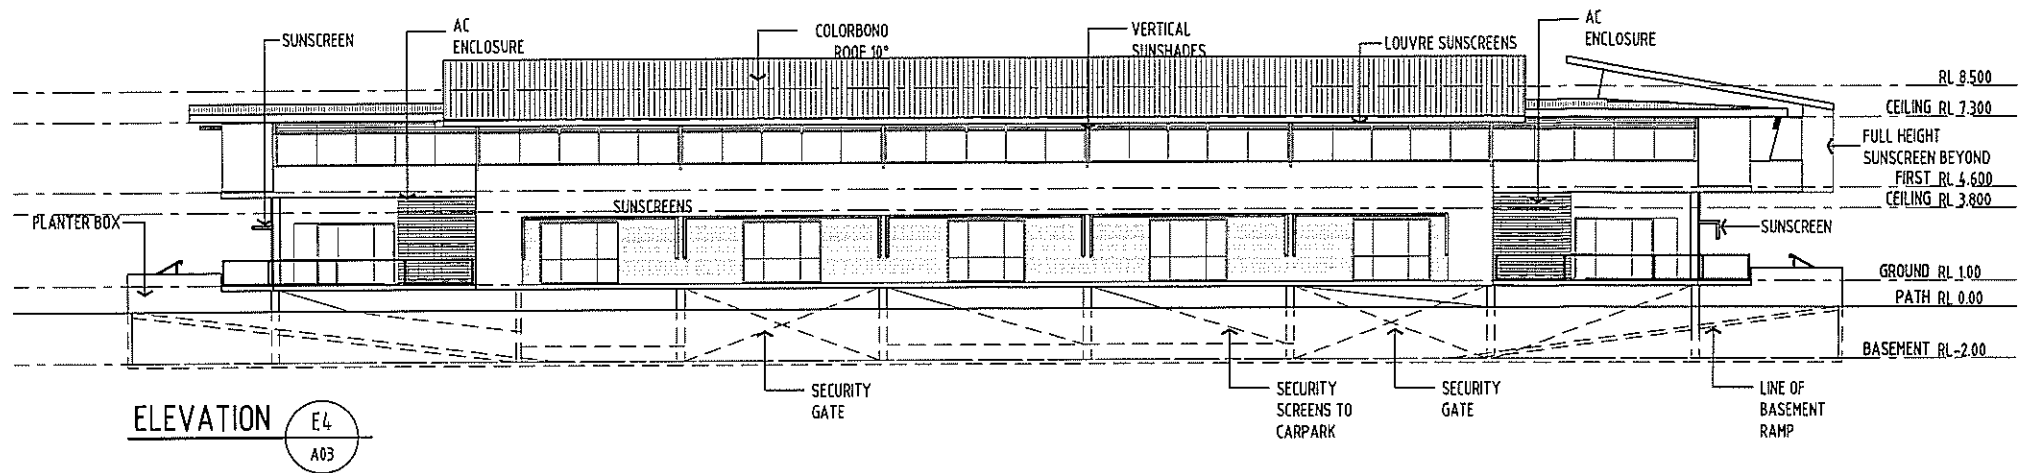 SUNSCREEN
AC
ENCLOSURE
COLORBOND
ROOF 10°
VERTICAL
SUNSHADES
LOUVRE SUNSCREENS
AC
ENCLOSURE
RL 8.500
CEILING RL 7.300
FULL HEIGHT
SUNSCREEN BEYOND
FIRST RL 4.600
CEILING RL 3.800
PLANTER BOX
SUNSCREENS
SUNSCREEN
GROUND RL 1.00
PATH RL 0.00
BASEMENT RL-2.00
SECURITY
GATE
SECURITY
SCREENS TO
CARPARK
SECURITY
GATE
LINE OF
BASEMENT
RAMP
ELEVATION
E4
A03